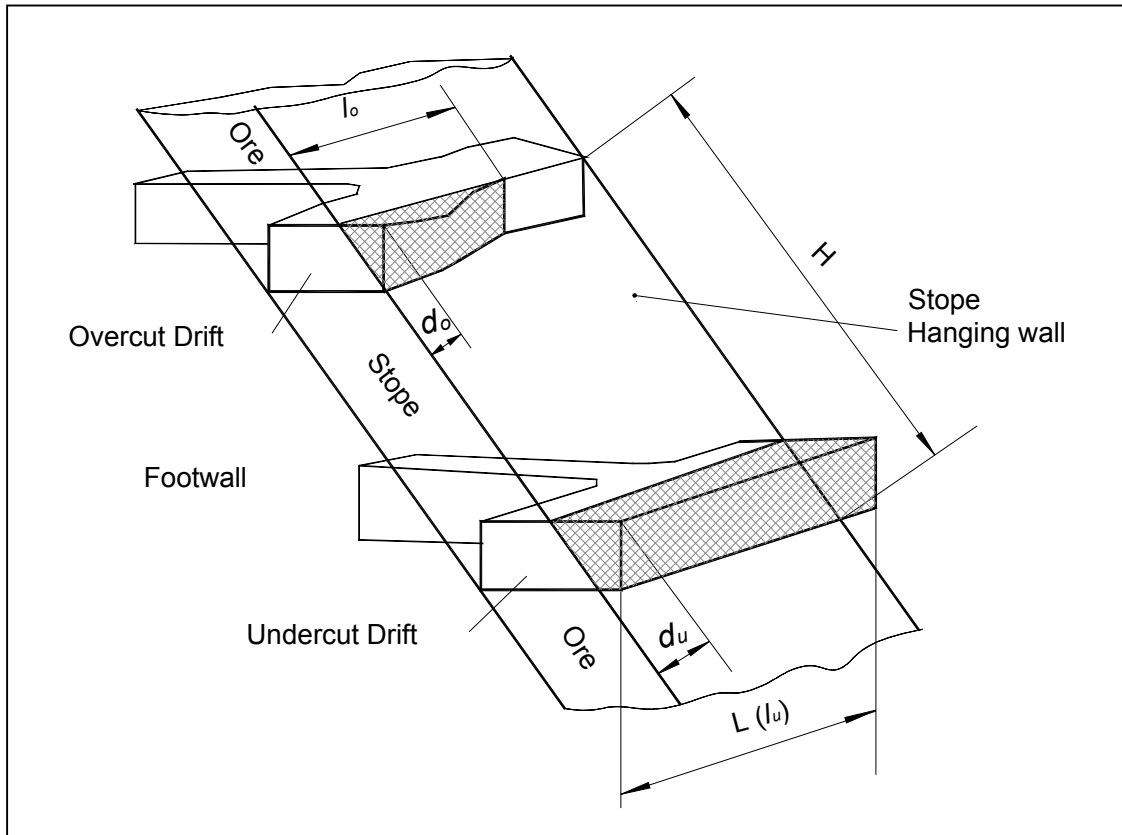 lo
Ore
H
Stope
Hanging wall
Overcut Drift
do
Stope
Footwall
Undercut Drift
Ore
du
L (lu)